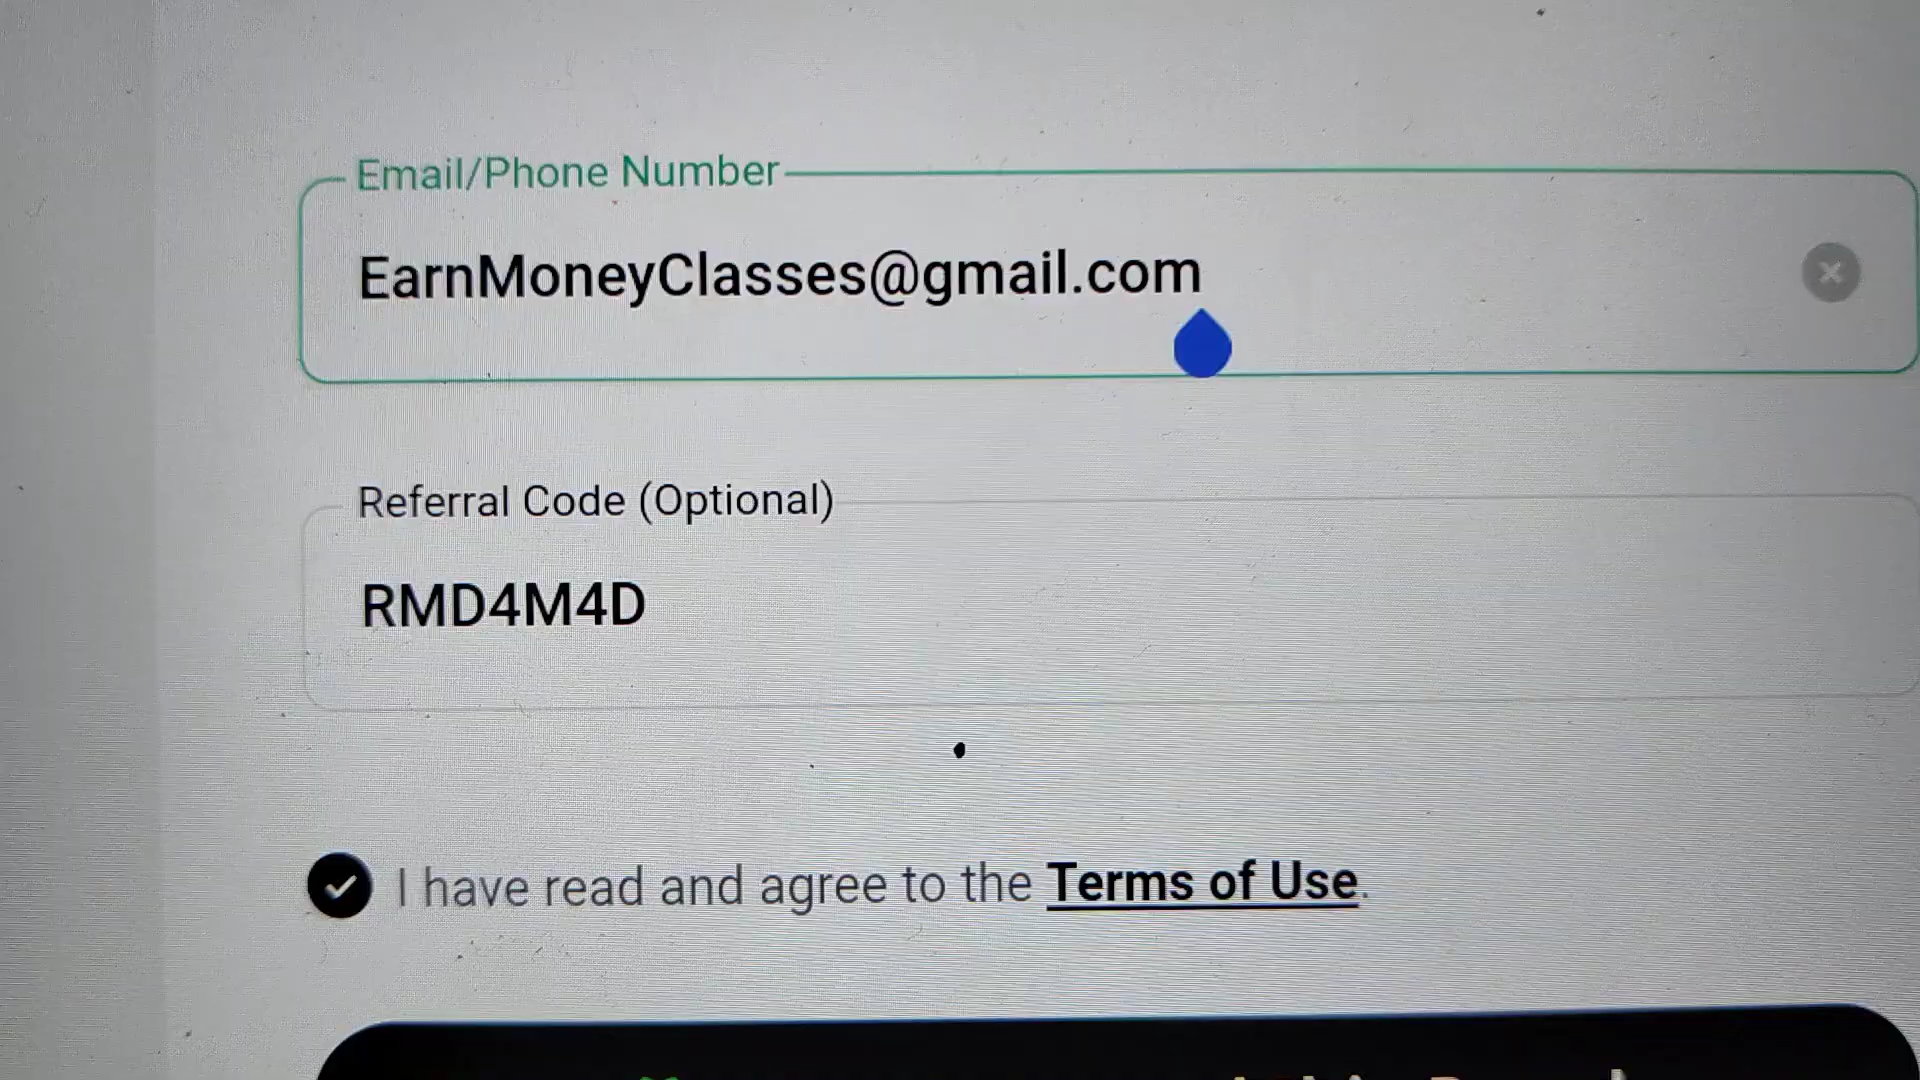 Email/Phone Number
EarnMoneyClasses@gmail.com
Referral Code (Optional)
RMD4M4D
I have read and agree to the Terms of Use.